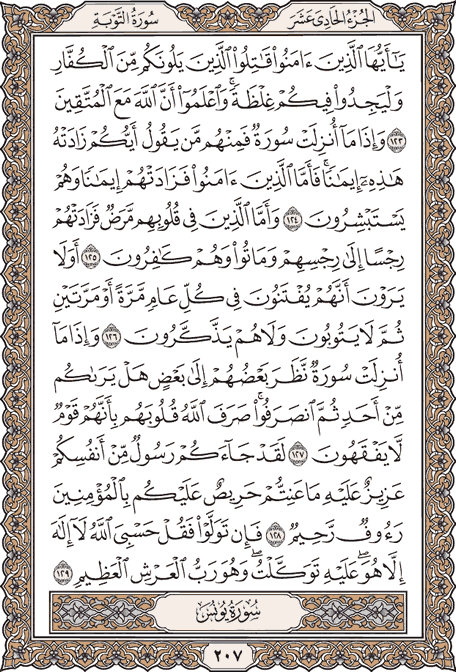 الجزء الحادي عشر سورة التوبة
يَٰٓأَيُّهَا ٱلَّذِينَ ءَامَنُوا۟ قَٰتِلُوا۟ ٱلَّذِينَ يَلُونَكُم مِّنَ ٱلْكُفَّارِ
وَلْيَجِدُوا۟ فِيكُمْ غِلْظَةً ۚ وَٱعْلَمُوٓا۟ أَنَّ ٱللَّهَ مَعَ ٱلْمُتَّقِينَ
١٢٣ وَإِذَا مَآ أُنزِلَتْ سُورَةٌ فَمِنْهُم مَّن يَقُولُ أَيُّكُمْ زَادَتْهُ
هَٰذِهِۦٓ إِيمَٰنًا ۚ فَأَمَّا ٱلَّذِينَ ءَامَنُوا۟ فَزَادَتْهُمْ إِيمَٰنًا وَهُمْ
يَسْتَبْشِرُونَ ١٢٤ وَأَمَّا ٱلَّذِينَ فِى قُلُوبِهِم مَّرَضٌ فَزَادَتْهُمْ
رِجْسًا إِلَىٰ رِجْسِهِمْ وَمَاتُوا۟ وَهُمْ كَٰفِرُونَ ١٢٥ أَوَلَا
يَرَوْنَ أَنَّهُمْ يُفْتَنُونَ فِى كُلِّ عَامٍ مَّرَّةً أَوْ مَرَّتَيْنِ
ثُمَّ لَا يَتُوبُونَ وَلَا هُمْ يَذَّكَّرُونَ ١٢٦ وَإِذَا مَآ
أُنزِلَتْ سُورَةٌ نَّظَرَ بَعْضُهُمْ إِلَىٰ بَعْضٍ هَلْ يَرَىٰكُم
مِّنْ أَحَدٍ ثُمَّ ٱنصَرَفُوا۟ ۚ صَرَفَ ٱللَّهُ قُلُوبَهُم بِأَنَّهُمْ قَوْمٌ
لَّا يَفْقَهُونَ ١٢٧ لَقَدْ جَآءَكُمْ رَسُولٌ مِّنْ أَنفُسِكُمْ
عَزِيزٌ عَلَيْهِ مَا عَنِتُّمْ حَرِيصٌ عَلَيْكُم بِٱلْمُؤْمِنِينَ
رَءُوفٌ رَّحِيمٌ ١٢٨ فَإِن تَوَلَّوْا۟ فَقُلْ حَسْبِىَ ٱللَّهُ لَآ إِلَٰهَ
إِلَّا هُوَ ۖ عَلَيْهِ تَوَكَّلْتُ ۖ وَهُوَ رَبُّ ٱلْعَرْشِ ٱلْعَظِيمِ ١٢٩
سُورَةُ يُونُسَ
٢٠٧